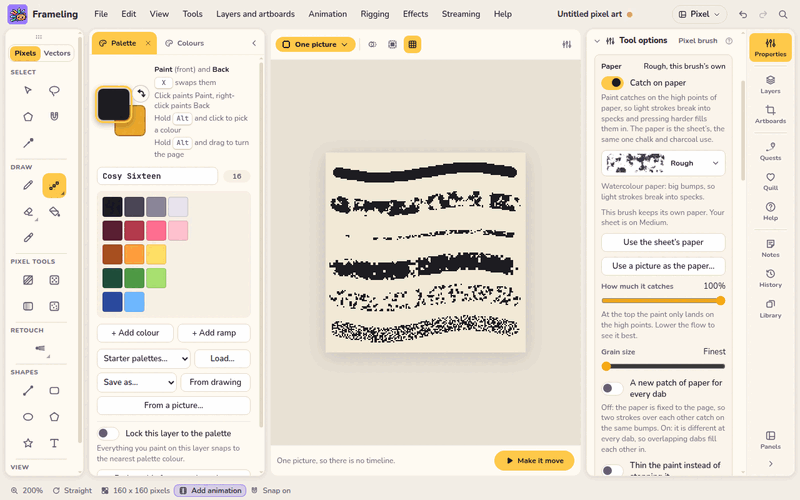 Frameling
File Edit View Tools Layers and artboards Animation Rigging Effects Streaming Help
Untitled pixel art
Pixel
Pixels Vectors
SELECT
DRAW
PIXEL TOOLS
RETOUCH
SHAPES
VIEW
Palette
Colours
Paint (front) and Back
X swaps them
Click paints Paint, right-
click paints Back
Hold Alt and click to pick
a colour
Hold Alt and drag to turn
the page
Cosy Sixteen 16
+ Add colour + Add ramp
Starter palettes... Load...
Save as... From drawing
From a picture...
Lock this layer to the palette
Everything you paint on this layer snaps to
the nearest palette colour.
One picture
One picture, so there is no timeline.
Make it move
Tool options Pixel brush
Paper Rough, this brush's own
Catch on paper
Paint catches on the high points of
paper, so light strokes break into
specks and pressing harder fills
them in. The paper is the sheet's, the
same one chalk and charcoal use.
Rough
Watercolour paper: big bumps, so
light strokes break into specks.
This brush keeps its own paper. Your
sheet is on Medium.
Use the sheet's paper
Use a picture as the paper...
How much it catches 100%
At the top the paint only lands on
the high points. Lower the flow to
see it best.
Grain size Finest
A new patch of paper for
every dab
Off: the paper is fixed to the page, so
two strokes over each other catch on
the same bumps. On: it is different at
every dab, so overlapping dabs fill
each other in.
Thin the paint instead of
Properties
Layers
Artboards
Quests
Quill
Help
Notes
History
Library
Panels
200% Straight 160 x 160 pixels Add animation Snap on